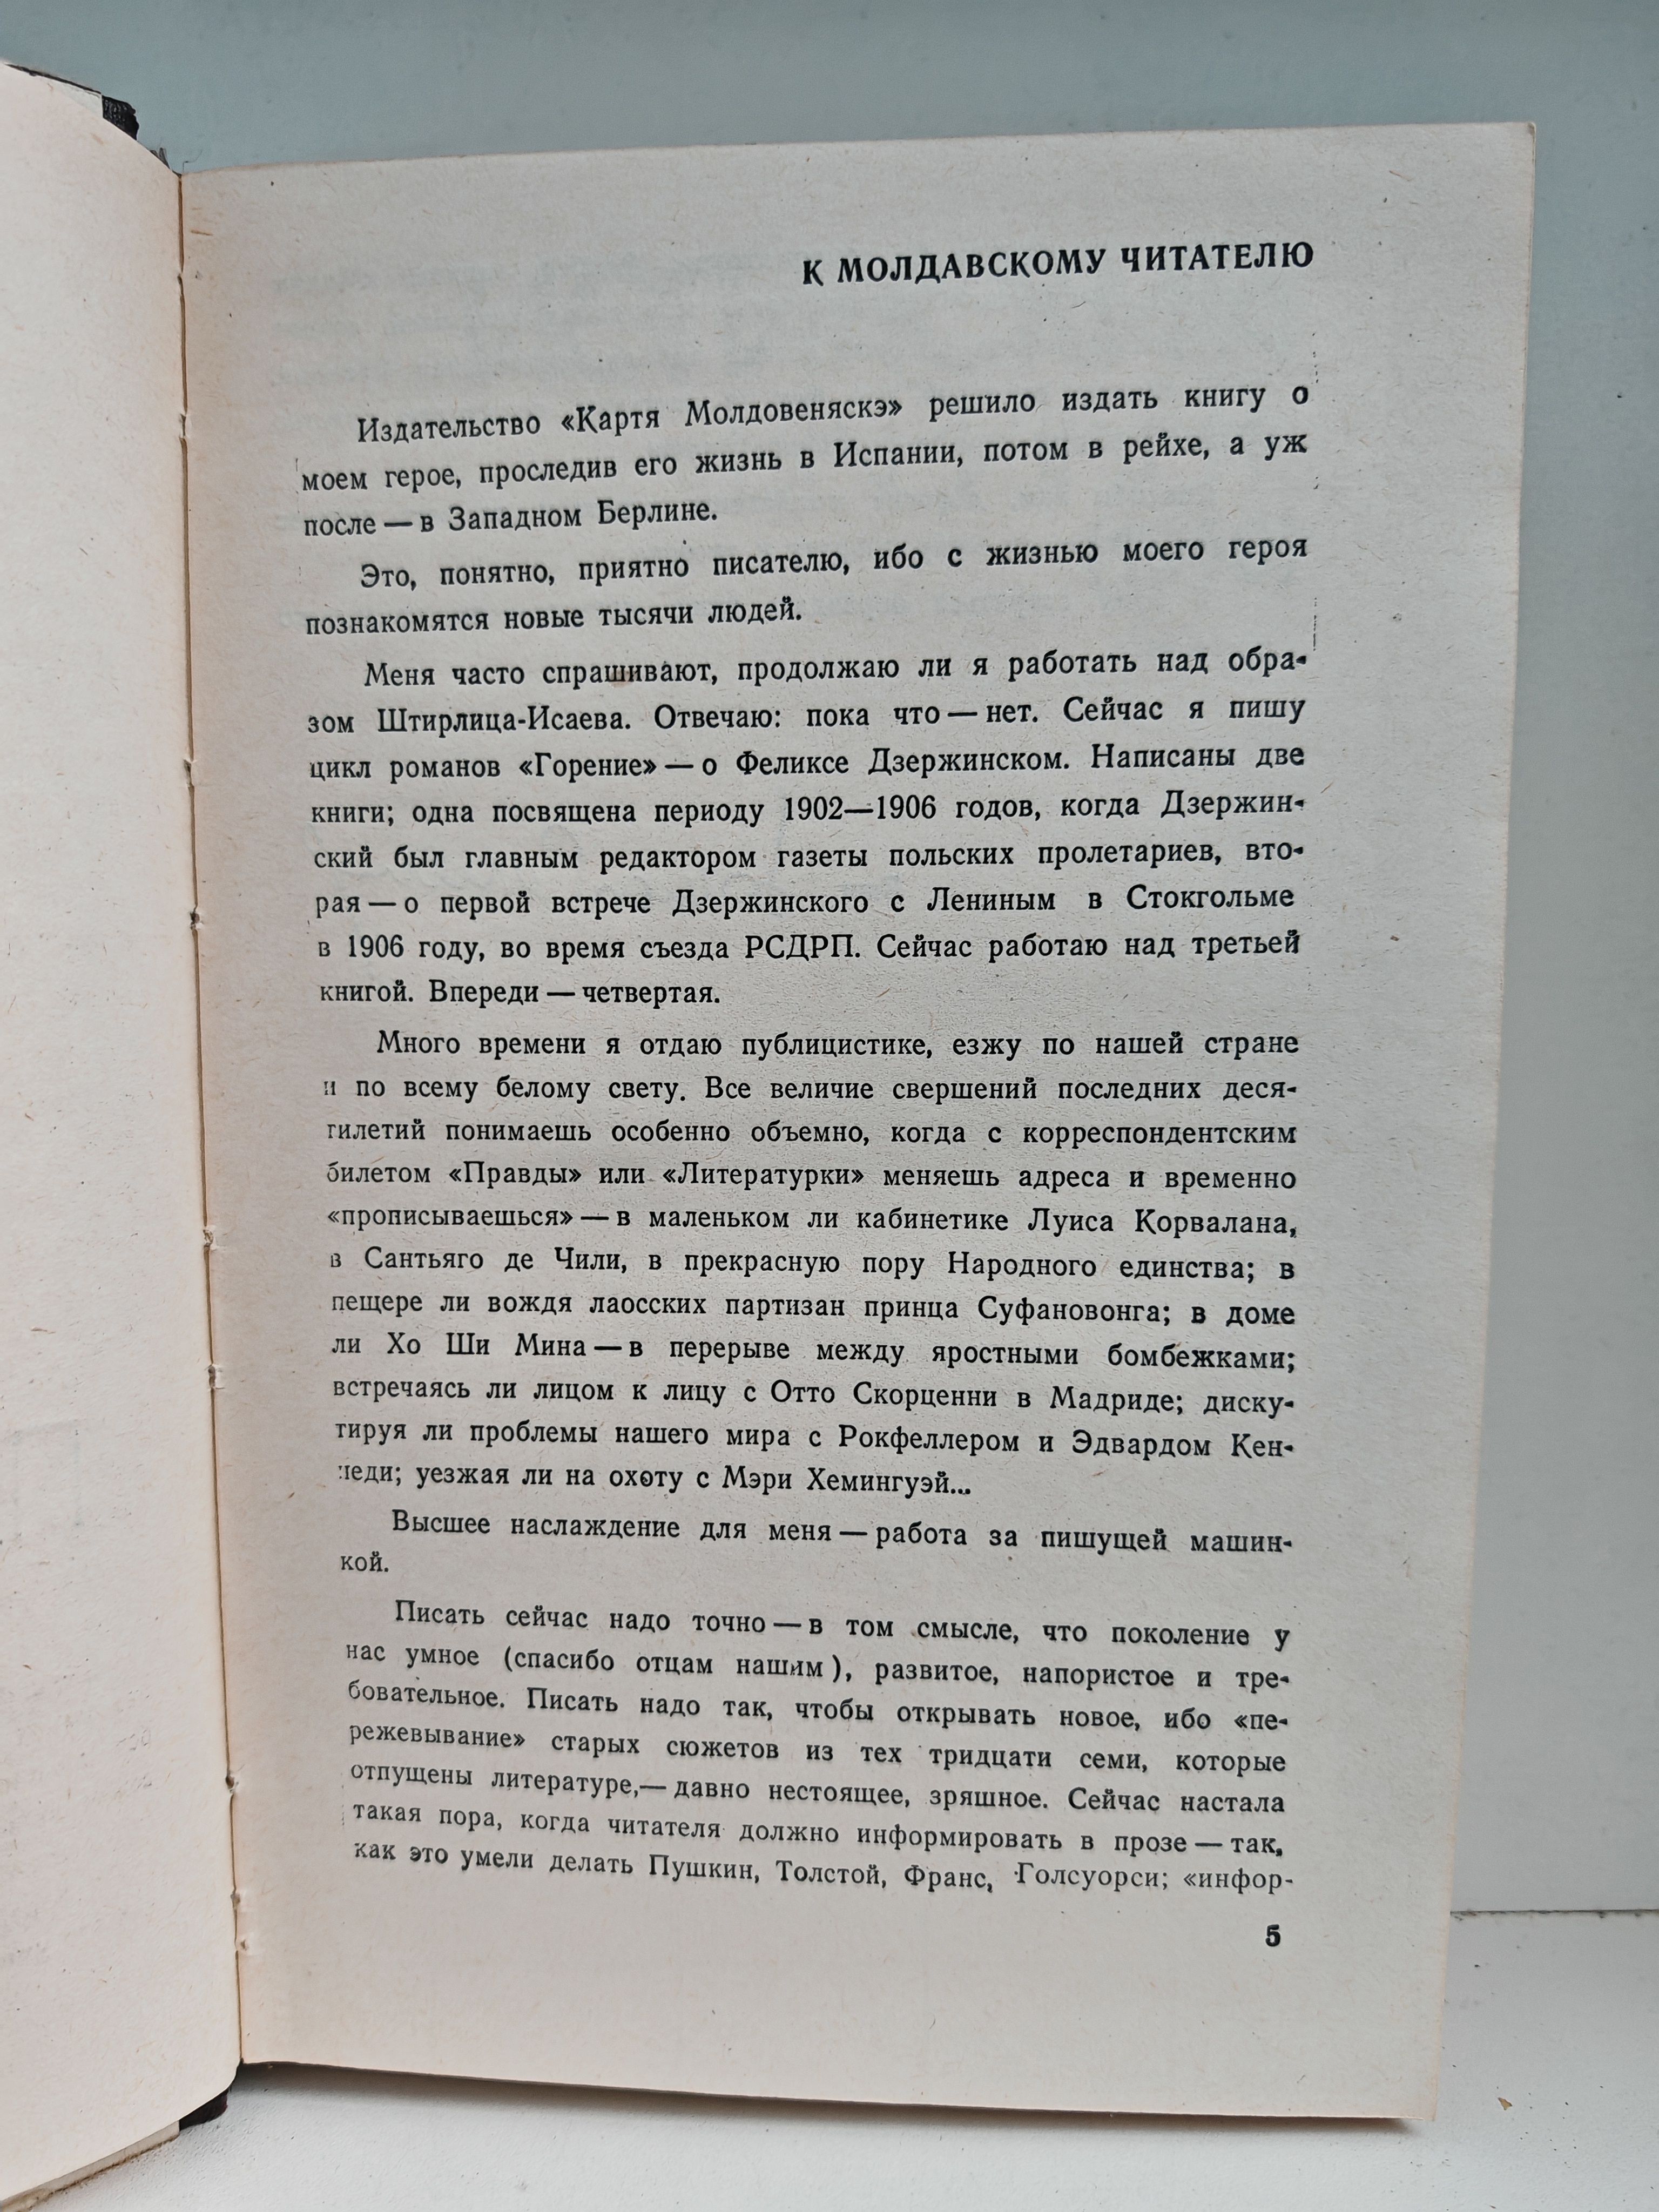 К МОЛДАВСКОМУ ЧИТАТЕЛЮ
Издательство «Картя Молдовеняскэ» решило издать книгу о
моем герое, проследив его жизнь в Испании, потом в рейхе, а уж
после — в Западном Берлине.
Это, понятно, приятно писателю, ибо с жизнью моего героя
познакомятся новые тысячи людей.
Меня часто спрашивают, продолжаю ли я работать над обра-
зом Штирлица-Исаева. Отвечаю: пока что — нет. Сейчас я пишу
цикл романов «Горение» — о Феликсе Дзержинском. Написаны две
книги; одна посвящена периоду 1902—1906 годов, когда Дзержин-
ский был главным редактором газеты польских пролетариев, вто-
рая — о первой встрече Дзержинского с Лениным в Стокгольме
в 1906 году, во время съезда РСДРП. Сейчас работаю над третьей
книгой. Впереди — четвертая.
Много времени я отдаю публицистике, езжу по нашей стране
и по всему белому свету. Все величие свершений последних деся-
тилетий понимаешь особенно объемно, когда с корреспондентским
билетом «Правды» или «Литературки» меняешь адреса и временно
«прописываешься» — в маленьком ли кабинетике Луиса Корвалана,
в Сантьяго де Чили, в прекрасную пору Народного единства; в
пещере ли вождя лаосских партизан принца Суфановонга; в доме
ли Хо Ши Мина — в перерыве между яростными бомбежками;
встречаясь ли лицом к лицу с Отто Скорценни в Мадриде; диску-
тируя ли проблемы нашего мира с Рокфеллером и Эдвардом Кен-
неди; уезжая ли на охоту с Мэри Хемингуэй...
Высшее наслаждение для меня — работа за пишущей машин-
кой.
Писать сейчас надо точно — в том смысле, что поколение у
нас умное (спасибо отцам нашим), развитое, напористое и тре-
бовательное. Писать надо так, чтобы открывать новое, ибо «пе-
режевывание» старых сюжетов из тех тридцати семи, которые
отпущены литературе,— давно нестоящее, зряшное. Сейчас настала
такая пора, когда читателя должно информировать в прозе — так,
как это умели делать Пушкин, Толстой, Франс, Голсуорси; «инфор-
5